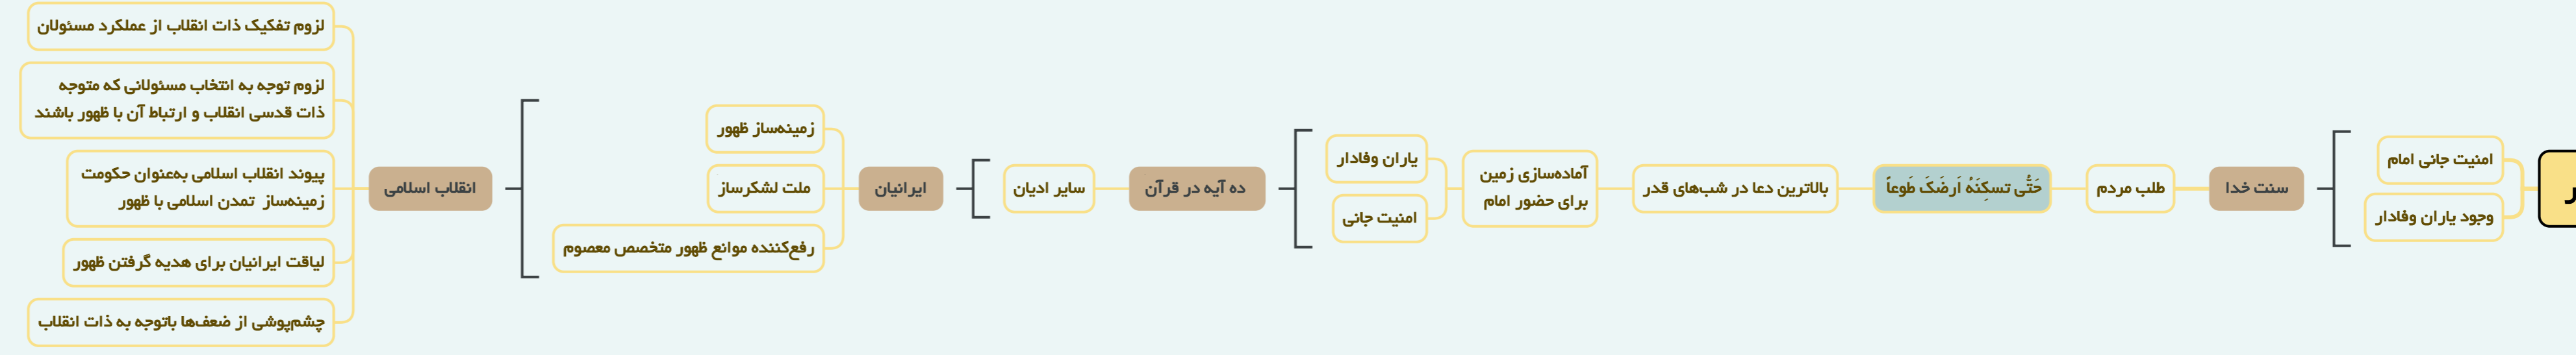 ر
امنیت جانی امام
وجود یاران وفادار
سنت خدا
طلب مردم
حَتُّی تسکِنَهُ اَرضَکَ طَوعاً
بالاترین دعا در شب‌های قدر
آماده‌سازی زمین
برای حضور امام
یاران وفادار
امنیت جانی
ده آیه در قرآن
سایر ادیان
ایرانیان
زمینه‌ساز ظهور
ملت لشکرساز
رفع‌کننده موانع ظهور متخصص معصوم
انقلاب اسلامی
لزوم تفکیک ذات انقلاب از عملکرد مسئولان
لزوم توجه به انتخاب مسئولانی که متوجه
ذات قدسی انقلاب و ارتباط آن با ظهور باشند
پیوند انقلاب اسلامی به‌عنوان حکومت
زمینه‌ساز تمدن اسلامی با ظهور
لیاقت ایرانیان برای هدیه گرفتن ظهور
چشم‌پوشی از ضعف‌ها باتوجه به ذات انقلاب